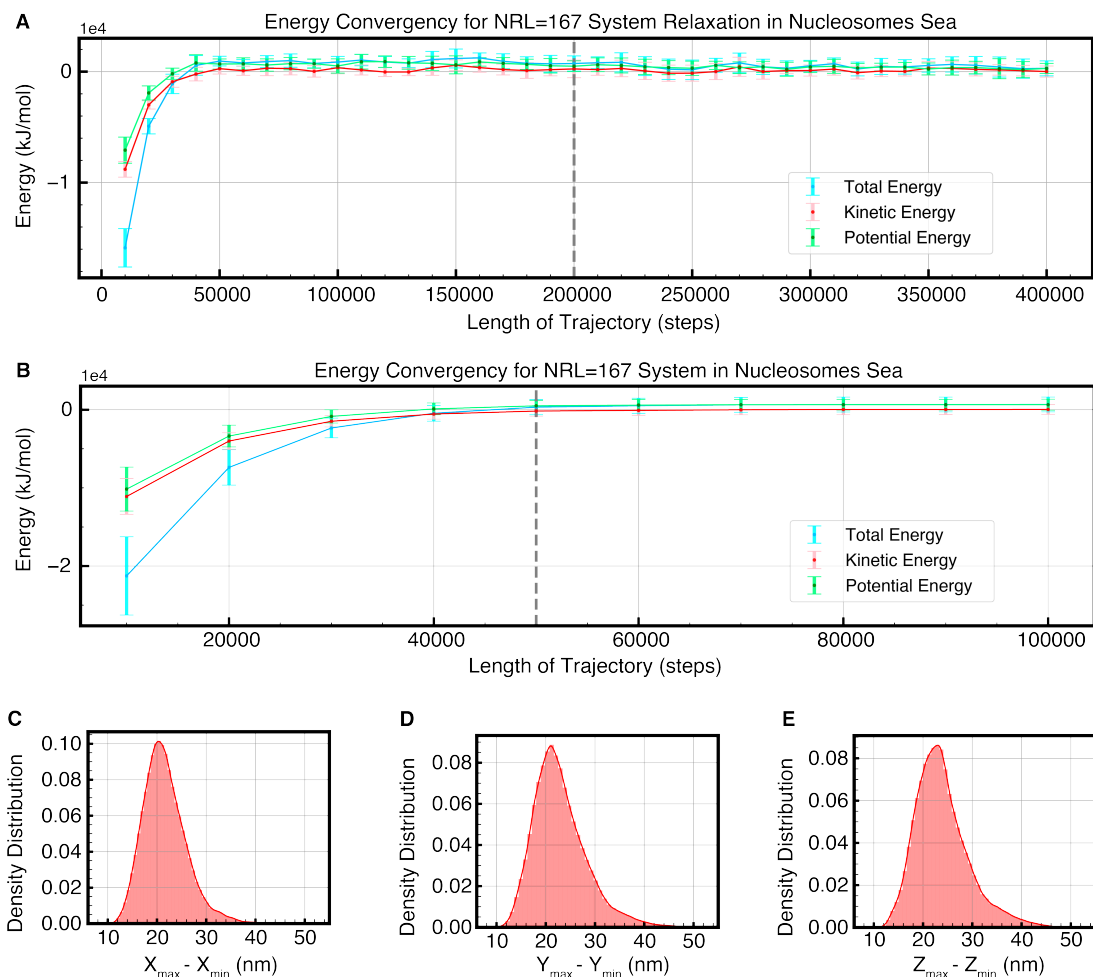 A
Energy Convergency for NRL=167 System Relaxation in Nucleosomes Sea
1e4
0
−1
Energy (kJ/mol)
Total Energy
Kinetic Energy
Potential Energy
0 50000 100000 150000 200000 250000 300000 350000 400000
Length of Trajectory (steps)
B
Energy Convergency for NRL=167 System in Nucleosomes Sea
1e4
0
−2
Energy (kJ/mol)
Total Energy
Kinetic Energy
Potential Energy
20000 40000 60000 80000 100000
Length of Trajectory (steps)
C
0.10
0.08
0.06
0.04
0.02
0.00
Density Distribution
10 20 30 40 50
Xmax - Xmin (nm)
D
0.08
0.06
0.04
0.02
0.00
Density Distribution
10 20 30 40 50
Ymax - Ymin (nm)
E
0.08
0.06
0.04
0.02
0.00
Density Distribution
10 20 30 40 50
Zmax - Zmin (nm)